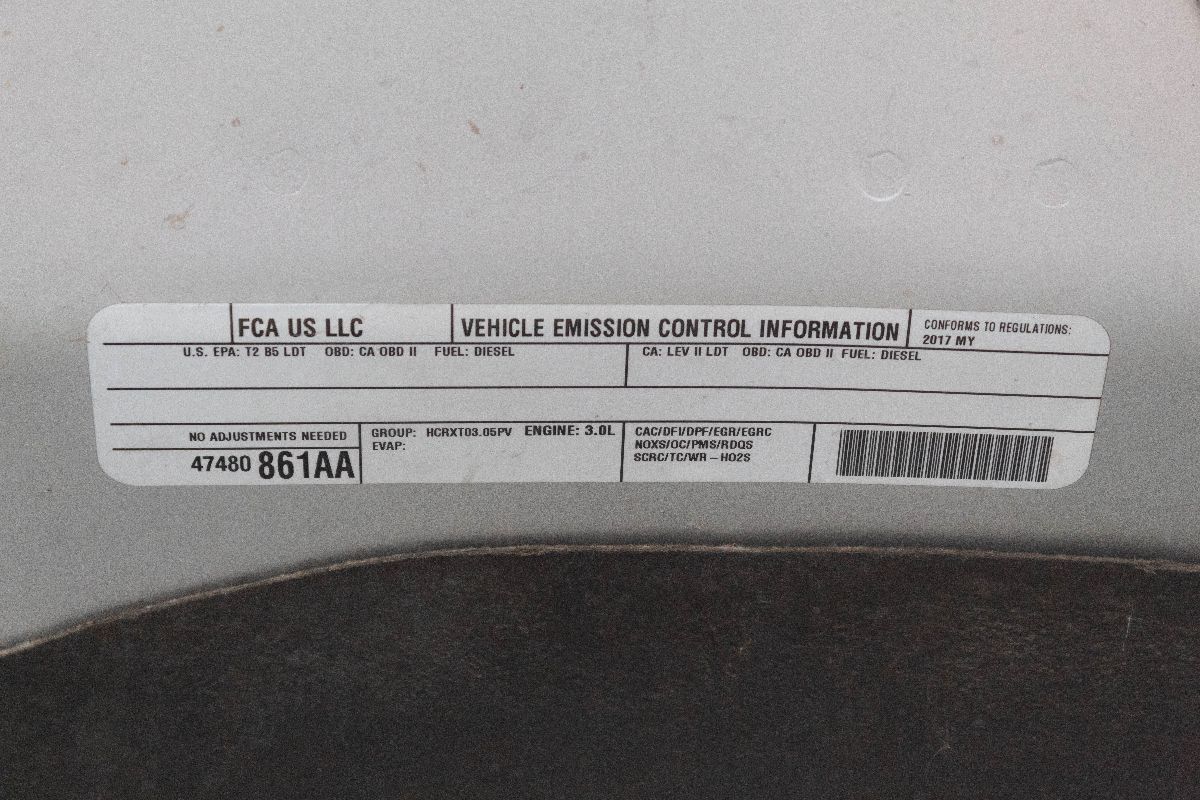 FCA US LLC
VEHICLE EMISSION CONTROL INFORMATION
CONFORMS TO REGULATIONS:
2017 MY
U.S. EPA: T2 B5 LDT OBD: CA OBD II FUEL: DIESEL
CA: LEV II LDT OBD: CA OBD II FUEL: DIESEL
NO ADJUSTMENTS NEEDED
47480 861AA
GROUP: HCRXT03.05PV ENGINE: 3.0L
EVAP:
CAC/DFI/DPF/EGR/EGRC
NOXS/OC/PMS/RDQS
SCRC/TC/WR – HO2S